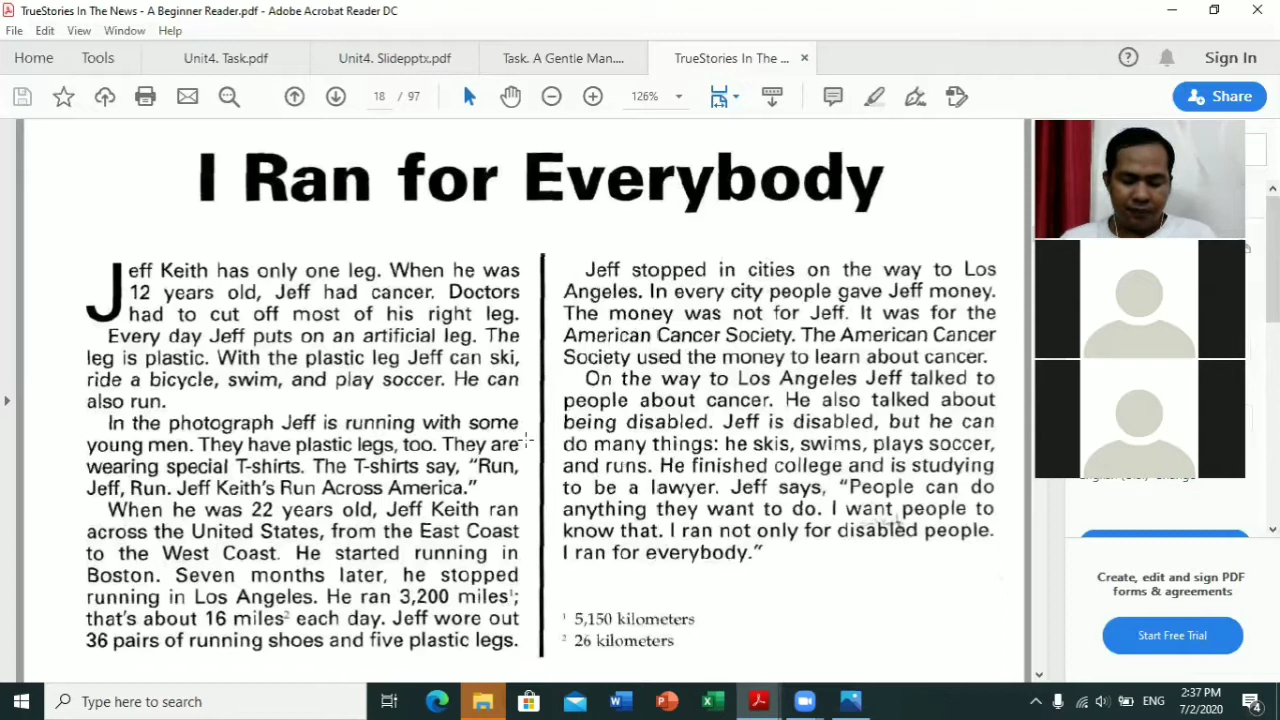 TrueStories In The News - A Beginner Reader.pdf - Adobe Acrobat Reader DC
File Edit View Window Help
Home Tools Unit4. Task.pdf Unit4. Slidepptx.pdf Task. A Gentle Man.... TrueStories In The ... Sign In
18 / 97 126% Share
I Ran for Everybody
Jeff Keith has only one leg. When he was
12 years old, Jeff had cancer. Doctors
had to cut off most of his right leg.
Every day Jeff puts on an artificial leg. The
leg is plastic. With the plastic leg Jeff can ski,
ride a bicycle, swim, and play soccer. He can
also run.
In the photograph Jeff is running with some
young men. They have plastic legs, too. They are
wearing special T-shirts. The T-shirts say, “Run,
Jeff, Run. Jeff Keith's Run Across America.”
When he was 22 years old, Jeff Keith ran
across the United States, from the East Coast
to the West Coast. He started running in
Boston. Seven months later, he stopped
running in Los Angeles. He ran 3,200 miles¹;
that's about 16 miles² each day. Jeff wore out
36 pairs of running shoes and five plastic legs.
Jeff stopped in cities on the way to Los
Angeles. In every city people gave Jeff money.
The money was not for Jeff. It was for the
American Cancer Society. The American Cancer
Society used the money to learn about cancer.
On the way to Los Angeles Jeff talked to
people about cancer. He also talked about
being disabled. Jeff is disabled, but he can
do many things: he skis, swims, plays soccer,
and runs. He finished college and is studying
to be a lawyer. Jeff says, “People can do
anything they want to do. I want people to
know that. I ran not only for disabled people.
I ran for everybody.”
¹ 5,150 kilometers
² 26 kilometers
Create, edit and sign PDF
forms & agreements
Start Free Trial
Type here to search
ENG
2:37 PM
7/2/2020
4